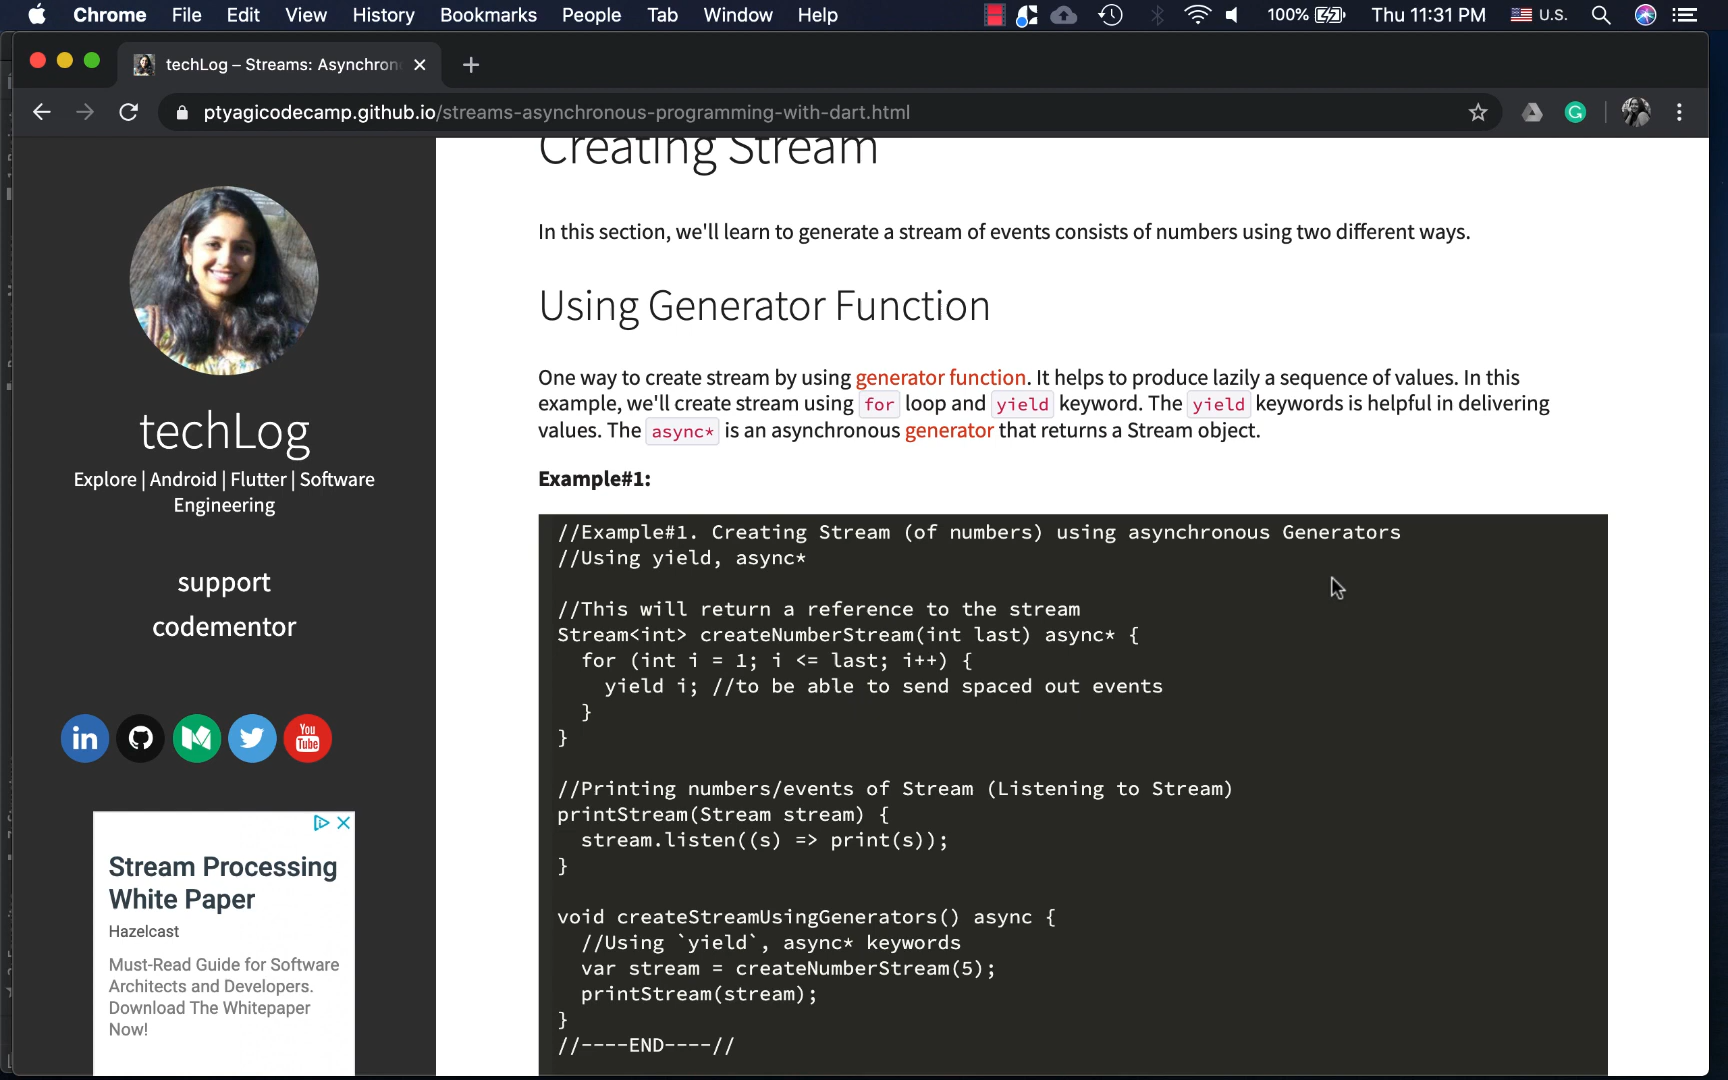 Chrome File Edit View History Bookmarks People Tab Window Help 100% Thu 11:31 PM U.S.
techLog – Streams: Asynchron
ptyagicodecamp.github.io/streams-asynchronous-programming-with-dart.html
techLog
Explore | Android | Flutter | Software
Engineering
support
codementor
in
You
Tube
Stream Processing
White Paper
Hazelcast
Must-Read Guide for Software
Architects and Developers.
Download The Whitepaper
Now!
Creating Stream
In this section, we'll learn to generate a stream of events consists of numbers using two different ways.
Using Generator Function
One way to create stream by using generator function. It helps to produce lazily a sequence of values. In this
example, we'll create stream using for loop and yield keyword. The yield keywords is helpful in delivering
values. The async* is an asynchronous generator that returns a Stream object.
Example#1:
//Example#1. Creating Stream (of numbers) using asynchronous Generators
//Using yield, async*
//This will return a reference to the stream
Stream<int> createNumberStream(int last) async* {
for (int i = 1; i <= last; i++) {
yield i; //to be able to send spaced out events
}
}
//Printing numbers/events of Stream (Listening to Stream)
printStream(Stream stream) {
stream.listen((s) => print(s));
}
void createStreamUsingGenerators() async {
//Using `yield`, async* keywords
var stream = createNumberStream(5);
printStream(stream);
}
//----END----//